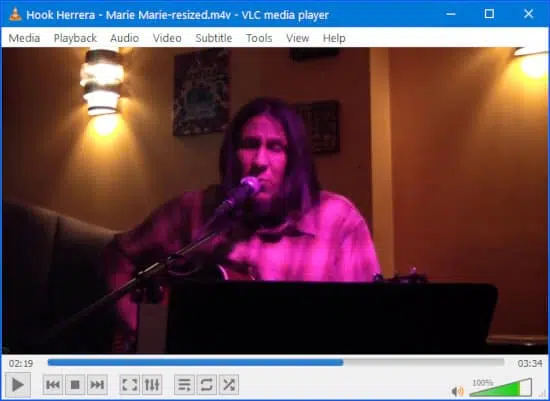 Hook Herrera - Marie Marie-resized.m4v - VLC media player
Media Playback Audio Video Subtitle Tools View Help
02:19 03:34
100%